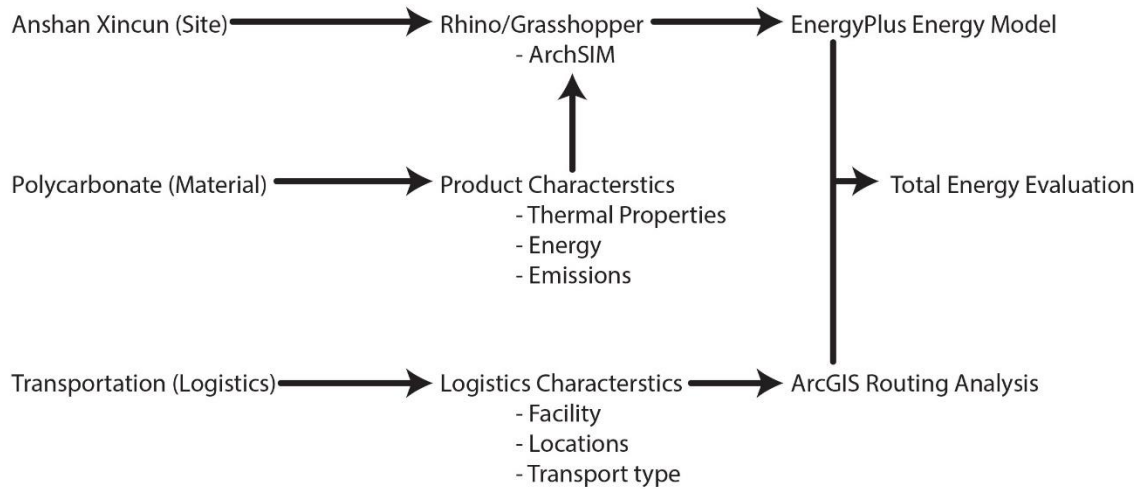 Anshan Xincun (Site)
Rhino/Grasshopper
- ArchSIM
EnergyPlus Energy Model
Polycarbonate (Material)
Product Characterstics
- Thermal Properties
- Energy
- Emissions
Total Energy Evaluation
Transportation (Logistics)
Logistics Characterstics
- Facility
- Locations
- Transport type
ArcGIS Routing Analysis